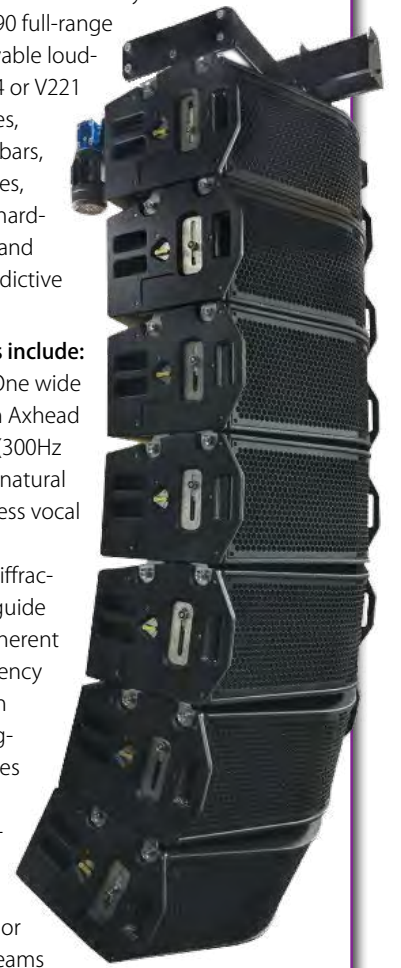 90 full-range
vable loud-
4 or V221
es,
bars,
es,
hard-
and
dictive
s include:
One wide
n Axhead
(300Hz
natural
ess vocal
iffrac-
guide
herent
ency
n
g-
es
-
or
eams